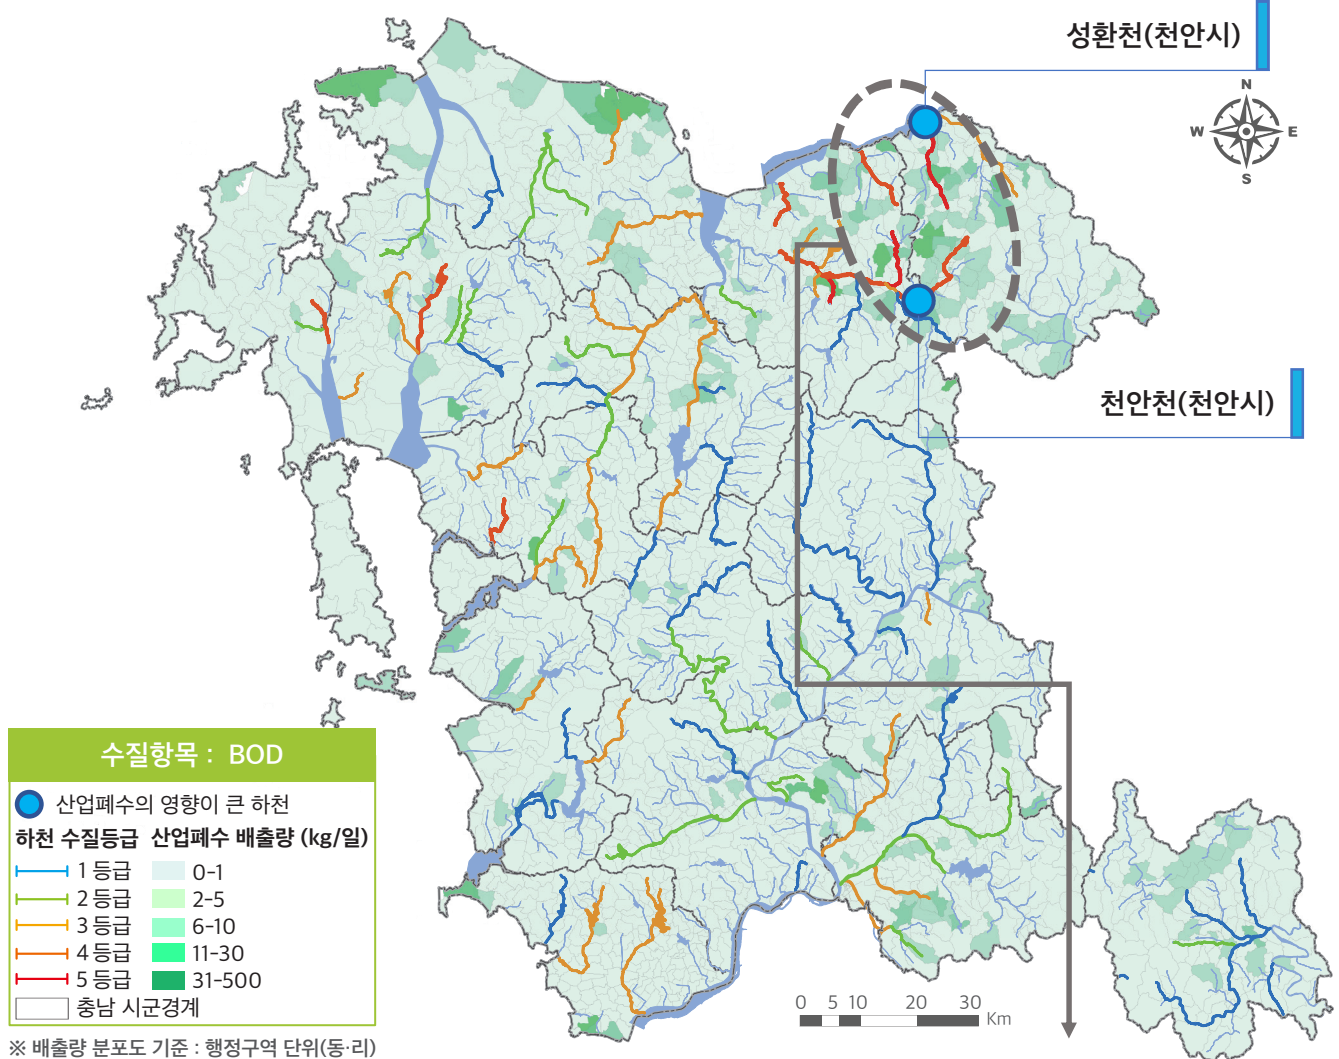 성환천(천안시)
N
W E
S
천안천(천안시)
수질항목 : BOD
산업폐수의 영향이 큰 하천
하천 수질등급 산업폐수 배출량 (kg/일)
1 등급 0-1
2 등급 2-5
3 등급 6-10
4 등급 11-30
5 등급 31-500
충남 시군경계
0 5 10 20 30 Km
※ 배출량 분포도 기준 : 행정구역 단위(동·리)